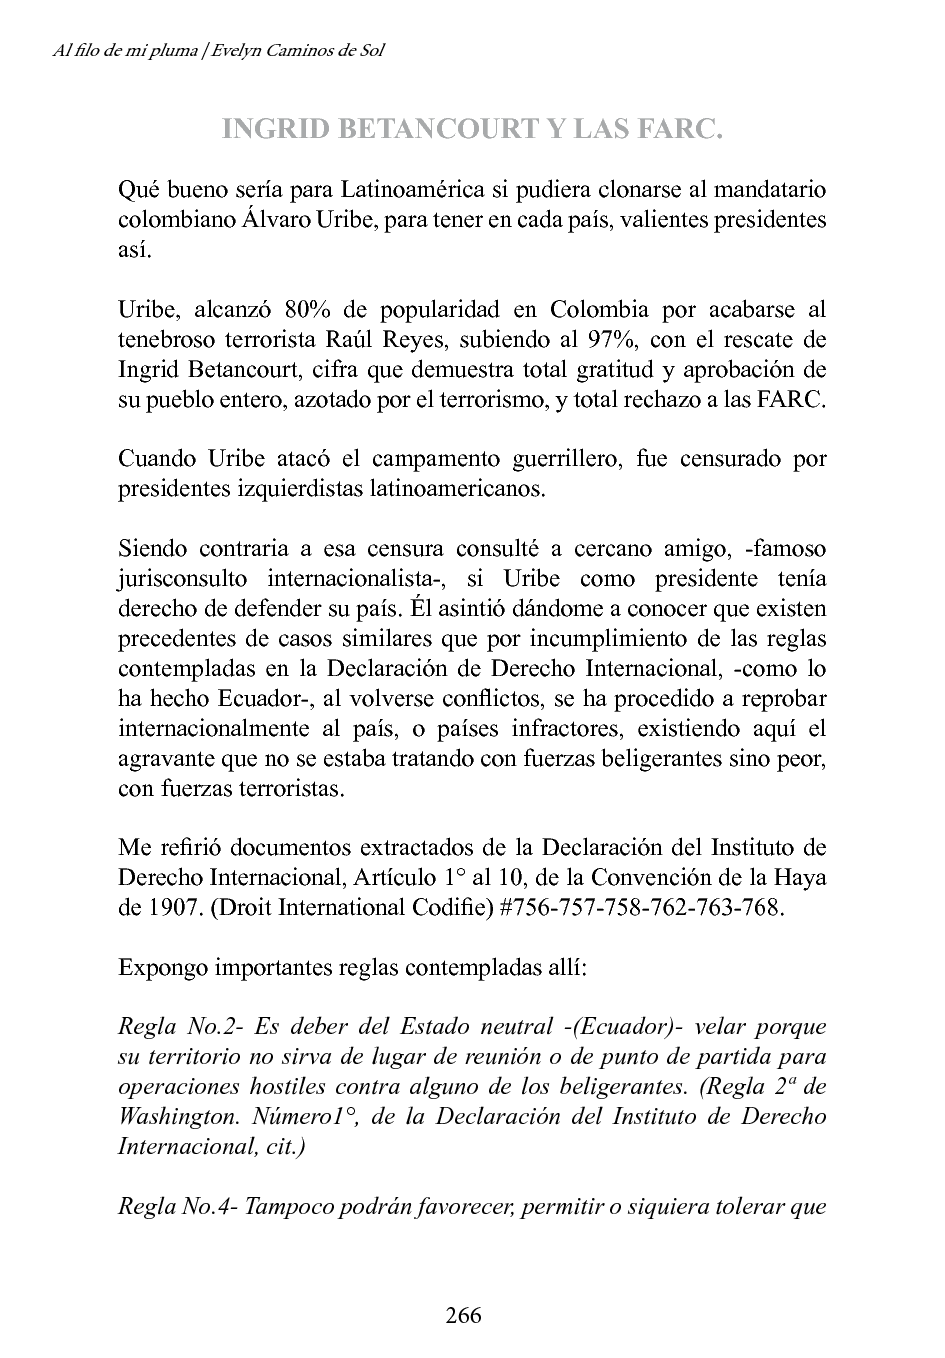 Al filo de mi pluma | Evelyn Caminos de Sol
INGRID BETANCOURT Y LAS FARC.
Qué bueno sería para Latinoamérica si pudiera clonarse al mandatario
colombiano Álvaro Uribe, para tener en cada país, valientes presidentes
así.
Uribe, alcanzó 80% de popularidad en Colombia por acabarse al
tenebroso terrorista Raúl Reyes, subiendo al 97%, con el rescate de
Ingrid Betancourt, cifra que demuestra total gratitud y aprobación de
su pueblo entero, azotado por el terrorismo, y total rechazo a las FARC.
Cuando Uribe atacó el campamento guerrillero, fue censurado por
presidentes izquierdistas latinoamericanos.
Siendo contraria a esa censura consulté a cercano amigo, -famoso
jurisconsulto internacionalista-, si Uribe como presidente tenía
derecho de defender su país. Él asintió dándome a conocer que existen
precedentes de casos similares que por incumplimiento de las reglas
contempladas en la Declaración de Derecho Internacional, -como lo
ha hecho Ecuador-, al volverse conflictos, se ha procedido a reprobar
internacionalmente al país, o países infractores, existiendo aquí el
agravante que no se estaba tratando con fuerzas beligerantes sino peor,
con fuerzas terroristas.
Me refirió documentos extractados de la Declaración del Instituto de
Derecho Internacional, Artículo 1° al 10, de la Convención de la Haya
de 1907. (Droit International Codifie) #756-757-758-762-763-768.
Expongo importantes reglas contempladas allí:
Regla No.2- Es deber del Estado neutral -(Ecuador)- velar porque
su territorio no sirva de lugar de reunión o de punto de partida para
operaciones hostiles contra alguno de los beligerantes. (Regla 2ª de
Washington. Número1°, de la Declaración del Instituto de Derecho
Internacional, cit.)
Regla No.4- Tampoco podrán favorecer, permitir o siquiera tolerar que
266